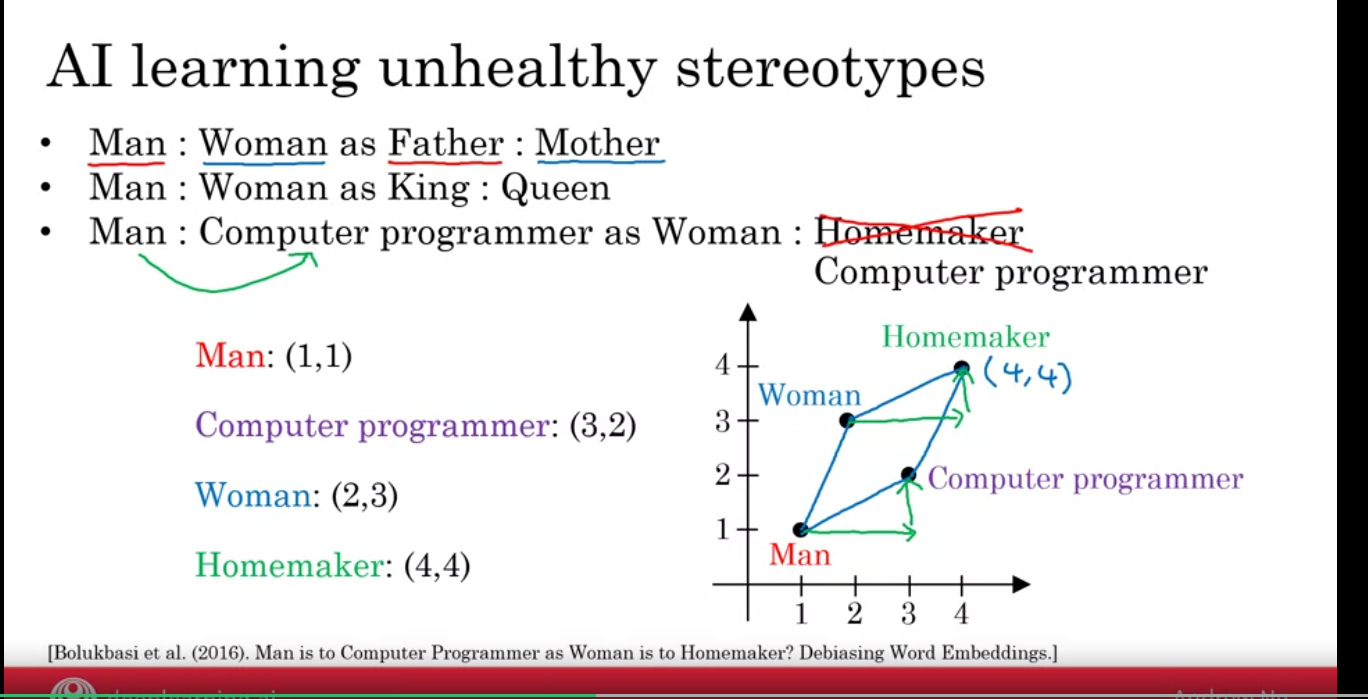 AI learning unhealthy stereotypes
• Man : Woman as Father : Mother
• Man : Woman as King : Queen
• Man : Computer programmer as Woman : Homemaker
Computer programmer
Man: (1,1)
Computer programmer: (3,2)
Woman: (2,3)
Homemaker: (4,4)
Homemaker
4
(4,4)
Woman
3
2
Computer programmer
1
Man
1 2 3 4
[Bolukbasi et al. (2016). Man is to Computer Programmer as Woman is to Homemaker? Debiasing Word Embeddings.]